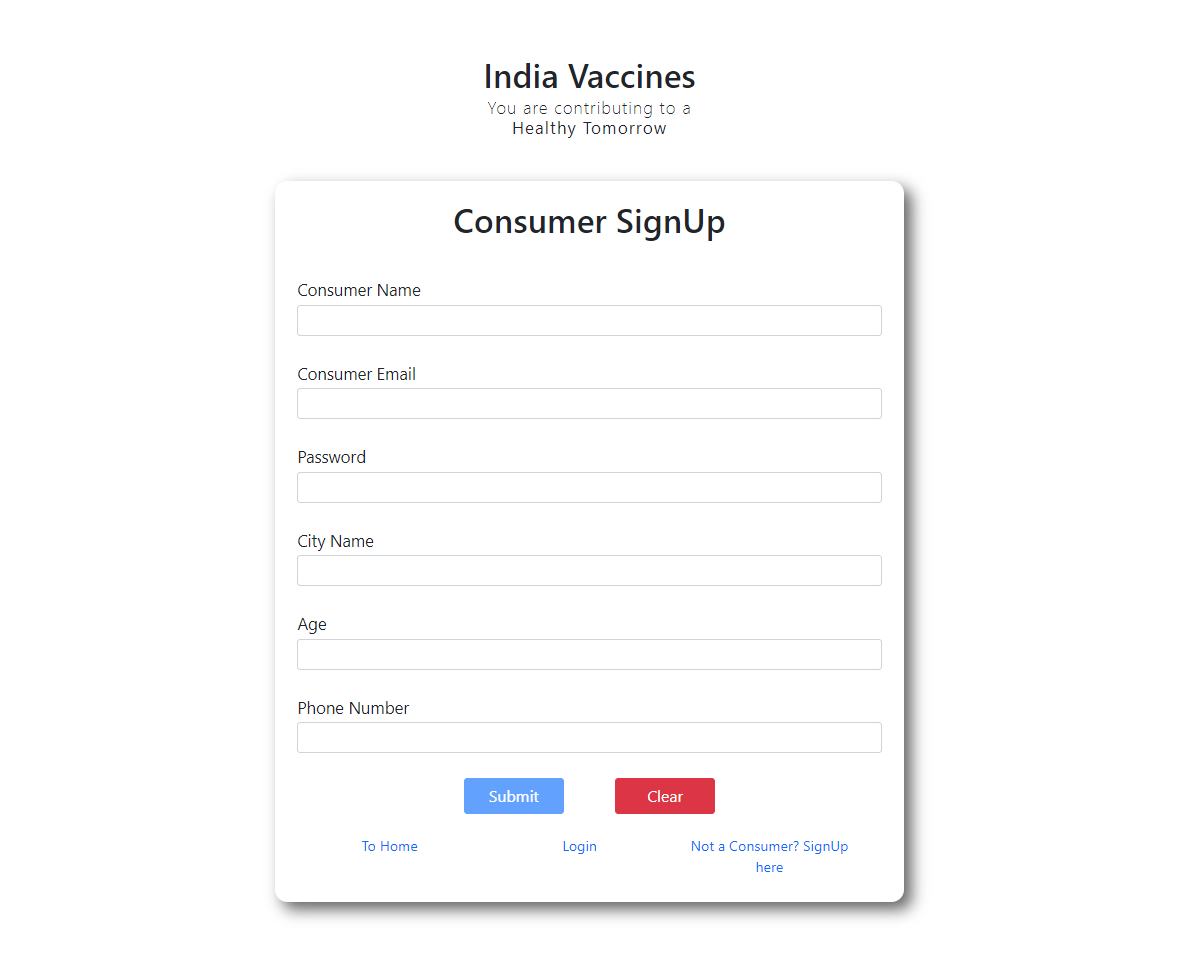 India Vaccines
You are contributing to a
Healthy Tomorrow
Consumer SignUp
Consumer Name
Consumer Email
Password
City Name
Age
Phone Number
Submit Clear
To Home Login Not a Consumer? SignUp
here